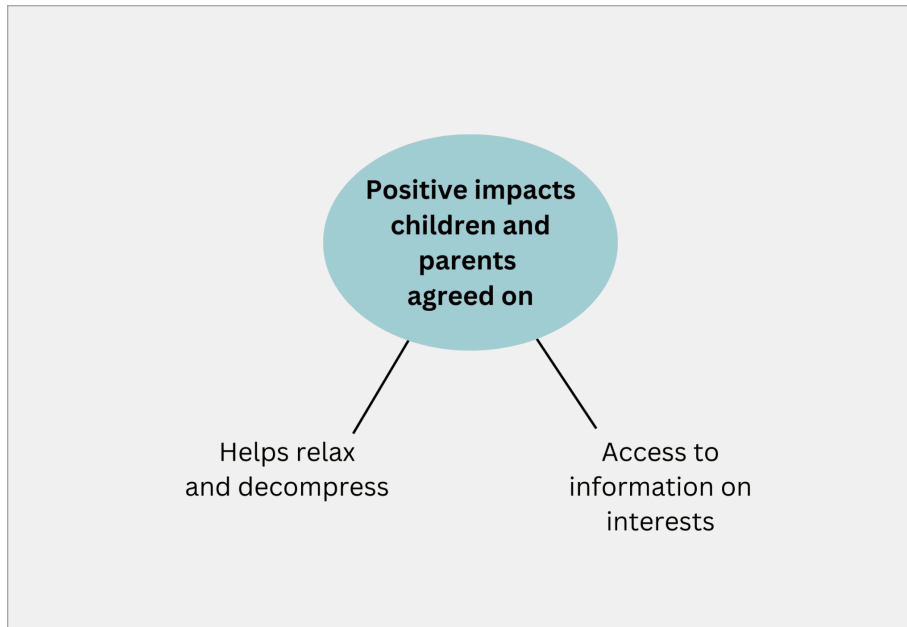 Positive impacts
children and
parents
agreed on
Helps relax
and decompress
Access to
information on
interests